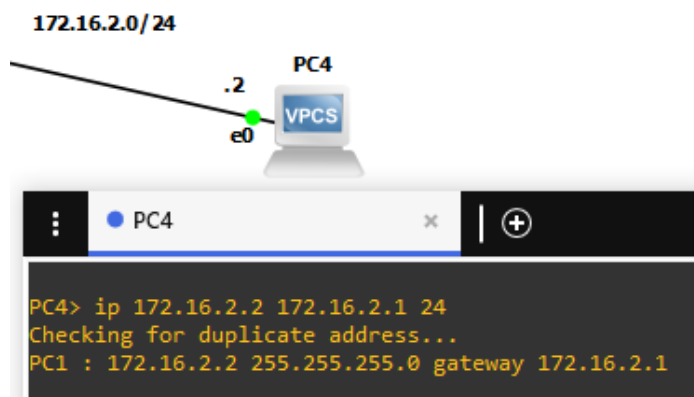 172.16.2.0/24
PC4
.2
VPCS
e0
PC4
PC4> ip 172.16.2.2 172.16.2.1 24
Checking for duplicate address...
PC1 : 172.16.2.2 255.255.255.0 gateway 172.16.2.1